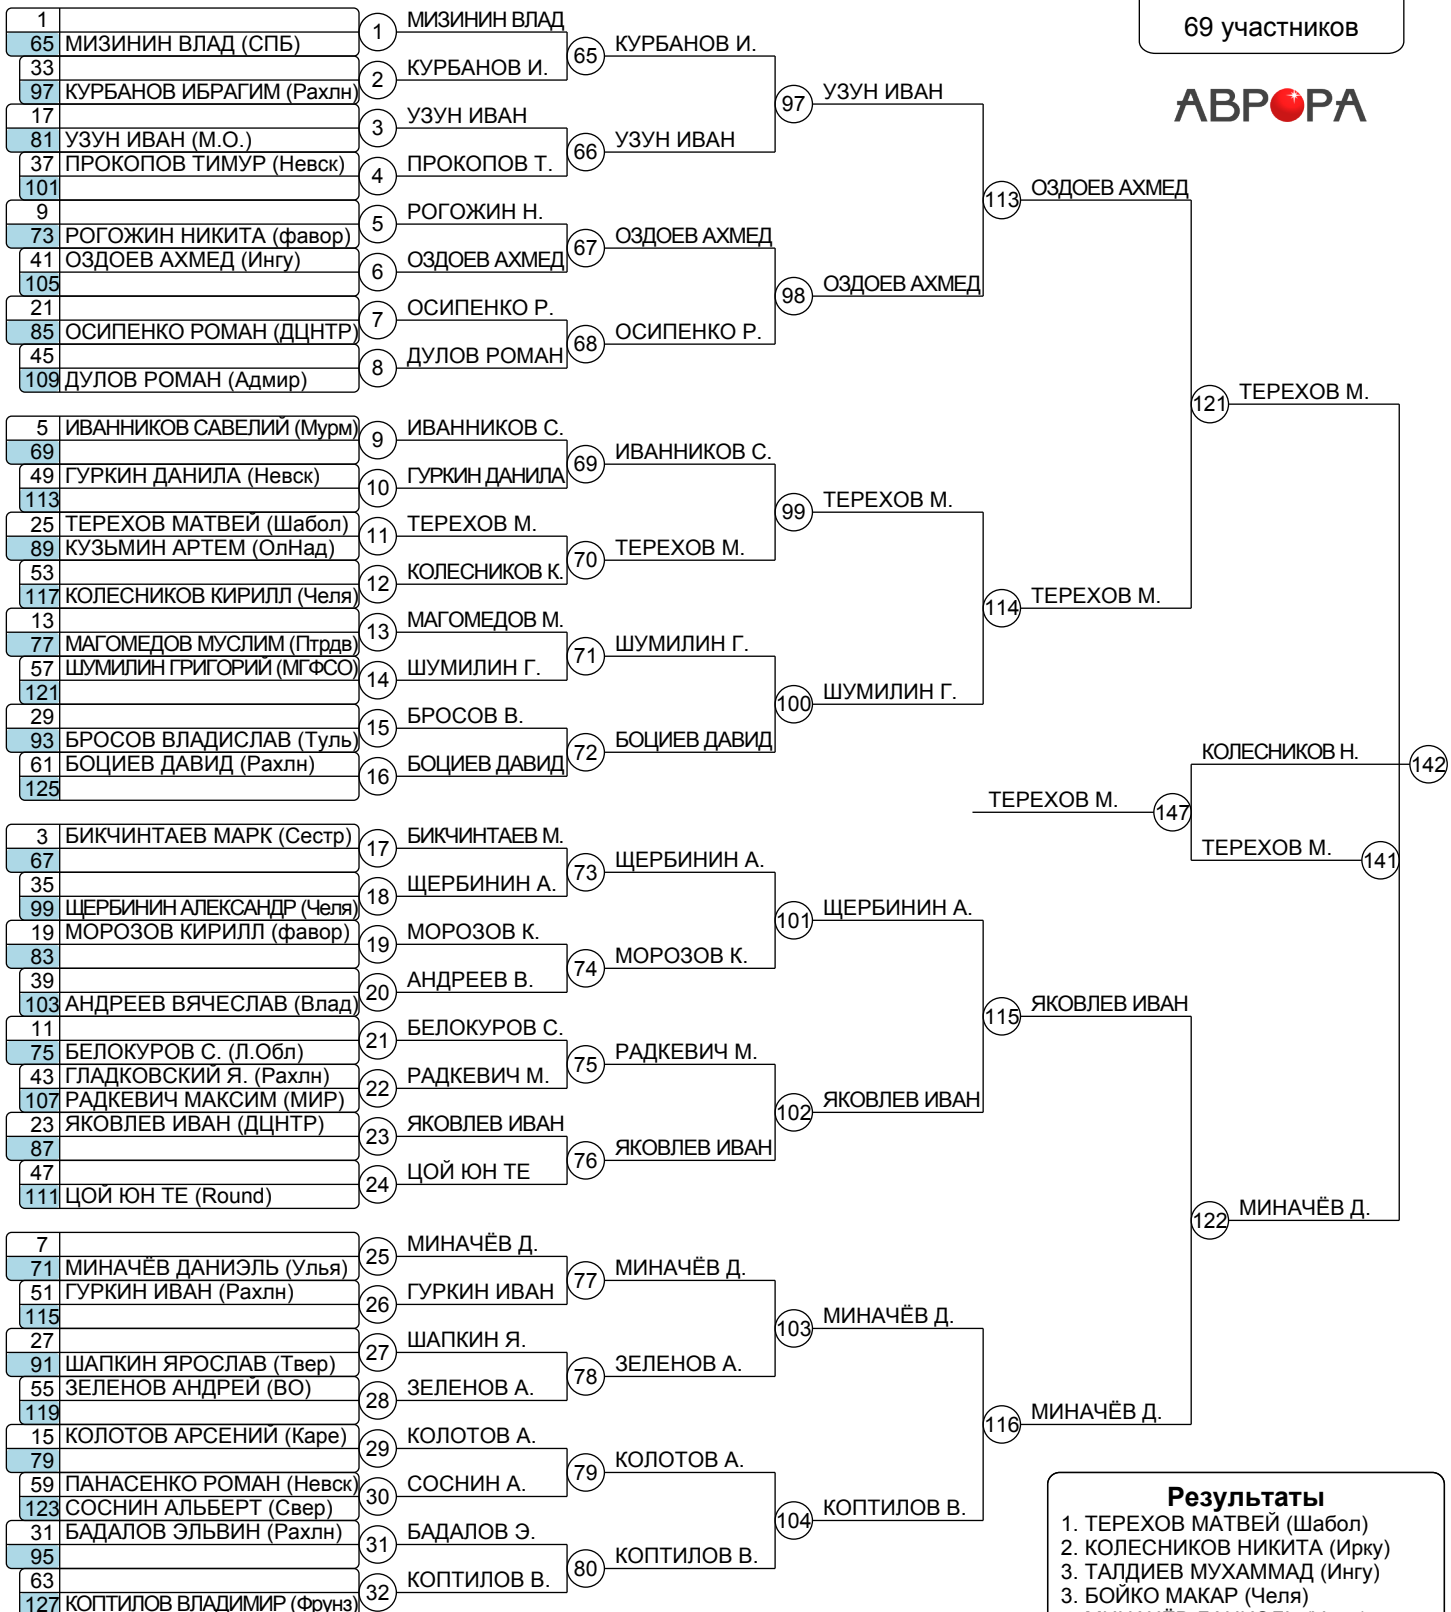 69 участников
АВРОРА
1
65 МИЗИНИН ВЛАД (СПБ)
33
97 КУРБАНОВ ИБРАГИМ (Рахлн)
17
81 УЗУН ИВАН (М.О.)
37 ПРОКОПОВ ТИМУР (Невск)
101
9
73 РОГОЖИН НИКИТА (фавор)
41 ОЗДОЕВ АХМЕД (Ингу)
105
21
85 ОСИПЕНКО РОМАН (ДЦНТР)
45
109 ДУЛОВ РОМАН (Адмир)
5 ИВАННИКОВ САВЕЛИЙ (Мурм)
69
49 ГУРКИН ДАНИЛА (Невск)
113
25 ТЕРЕХОВ МАТВЕЙ (Шабол)
89 КУЗЬМИН АРТЕМ (ОлНад)
53
117 КОЛЕСНИКОВ КИРИЛЛ (Челя)
13
77 МАГОМЕДОВ МУСЛИМ (Птрдв)
57 ШУМИЛИН ГРИГОРИЙ (МГФСО)
121
29
93 БРОСОВ ВЛАДИСЛАВ (Туль)
61 БОЦИЕВ ДАВИД (Рахлн)
125
3 БИКЧИНТАЕВ МАРК (Сестр)
67
35
99 ЩЕРБИНИН АЛЕКСАНДР (Челя)
19 МОРОЗОВ КИРИЛЛ (фавор)
83
39
103 АНДРЕЕВ ВЯЧЕСЛАВ (Влад)
11
75 БЕЛОКУРОВ С. (Л.Обл)
43 ГЛАДКОВСКИЙ Я. (Рахлн)
107 РАДКЕВИЧ МАКСИМ (МИР)
23 ЯКОВЛЕВ ИВАН (ДЦНТР)
87
47
111 ЦОЙ ЮН ТЕ (Round)
7
71 МИНАЧЁВ ДАНИЭЛЬ (Улья)
51 ГУРКИН ИВАН (Рахлн)
115
27
91 ШАПКИН ЯРОСЛАВ (Твер)
55 ЗЕЛЕНОВ АНДРЕЙ (ВО)
119
15 КОЛОТОВ АРСЕНИЙ (Каре)
79
59 ПАНАСЕНКО РОМАН (Невск)
123 СОСНИН АЛЬБЕРТ (Свер)
31 БАДАЛОВ ЭЛЬВИН (Рахлн)
95
63
127 КОПТИЛОВ ВЛАДИМИР (Фрунз)
1 МИЗИНИН ВЛАД
2 КУРБАНОВ И.
3 УЗУН ИВАН
4 ПРОКОПОВ Т.
5 РОГОЖИН Н.
6 ОЗДОЕВ АХМЕД
7 ОСИПЕНКО Р.
8 ДУЛОВ РОМАН
9 ИВАННИКОВ С.
10 ГУРКИН ДАНИЛА
11 ТЕРЕХОВ М.
12 КОЛЕСНИКОВ К.
13 МАГОМЕДОВ М.
14 ШУМИЛИН Г.
15 БРОСОВ В.
16 БОЦИЕВ ДАВИД
17 БИКЧИНТАЕВ М.
18 ЩЕРБИНИН А.
19 МОРОЗОВ К.
20 АНДРЕЕВ В.
21 БЕЛОКУРОВ С.
22 РАДКЕВИЧ М.
23 ЯКОВЛЕВ ИВАН
24 ЦОЙ ЮН ТЕ
25 МИНАЧЁВ Д.
26 ГУРКИН ИВАН
27 ШАПКИН Я.
28 ЗЕЛЕНОВ А.
29 КОЛОТОВ А.
30 СОСНИН А.
31 БАДАЛОВ Э.
32 КОПТИЛОВ В.
65 КУРБАНОВ И.
66 УЗУН ИВАН
67 ОЗДОЕВ АХМЕД
68 ОСИПЕНКО Р.
69 ИВАННИКОВ С.
70 ТЕРЕХОВ М.
71 ШУМИЛИН Г.
72 БОЦИЕВ ДАВИД
73 ЩЕРБИНИН А.
74 МОРОЗОВ К.
75 РАДКЕВИЧ М.
76 ЯКОВЛЕВ ИВАН
77 МИНАЧЁВ Д.
78 ЗЕЛЕНОВ А.
79 КОЛОТОВ А.
80 КОПТИЛОВ В.
97 УЗУН ИВАН
98 ОЗДОЕВ АХМЕД
99 ТЕРЕХОВ М.
100 ШУМИЛИН Г.
101 ЩЕРБИНИН А.
102 ЯКОВЛЕВ ИВАН
103 МИНАЧЁВ Д.
104 КОПТИЛОВ В.
113 ОЗДОЕВ АХМЕД
114 ТЕРЕХОВ М.
115 ЯКОВЛЕВ ИВАН
116 МИНАЧЁВ Д.
121 ТЕРЕХОВ М.
122 МИНАЧЁВ Д.
КОЛЕСНИКОВ Н. 142
ТЕРЕХОВ М. 147
ТЕРЕХОВ М. 141
Результаты
1. ТЕРЕХОВ МАТВЕЙ (Шабол)
2. КОЛЕСНИКОВ НИКИТА (Ирку)
3. ТАЛДИЕВ МУХАММАД (Ингу)
3. БОЙКО МАКАР (Челя)